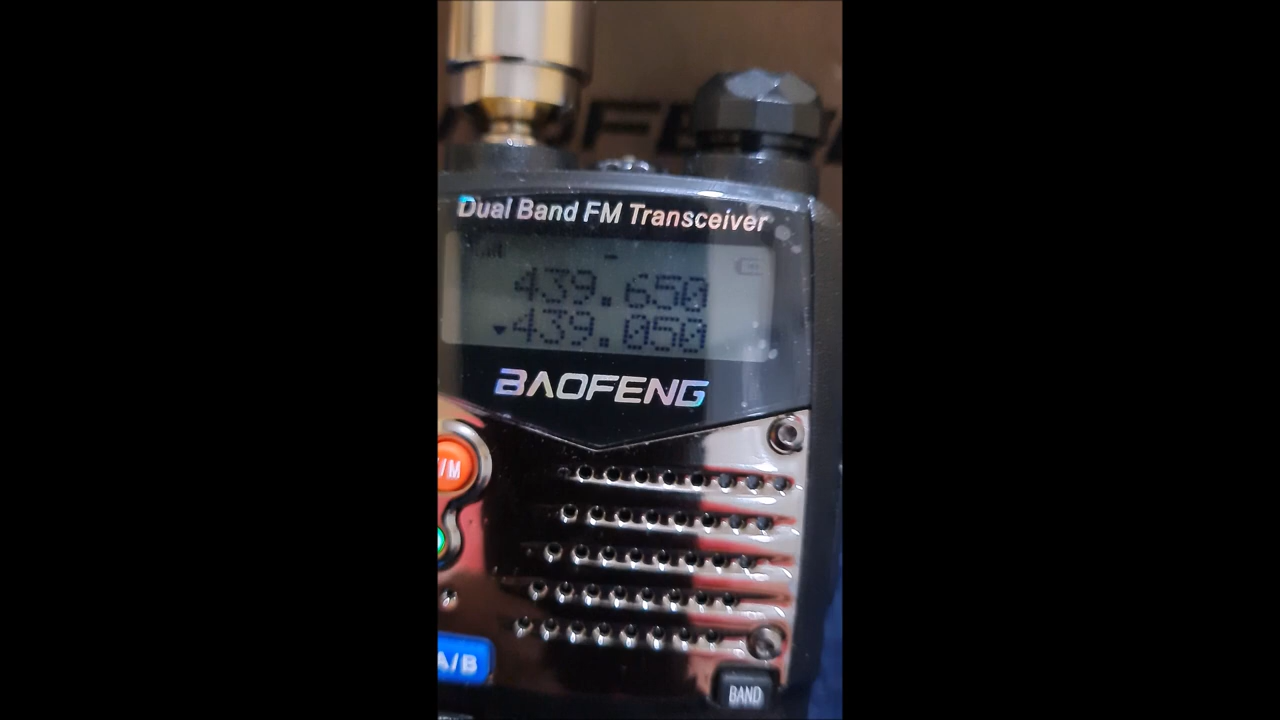 Dual Band FM Transceiver
439.650
439.050
BAOFENG
/M
A/B
BAND